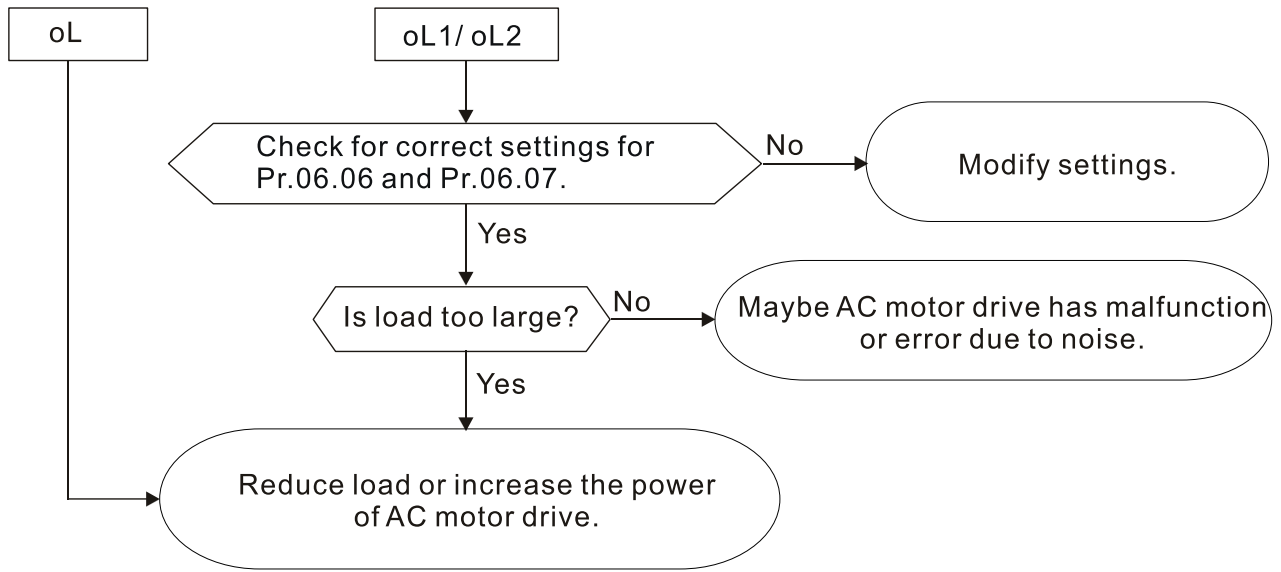 oL
oL1/ oL2
Check for correct settings for
Pr.06.06 and Pr.06.07.
No
Modify settings.
Yes
Is load too large?
No
Maybe AC motor drive has malfunction
or error due to noise.
Yes
Reduce load or increase the power
of AC motor drive.